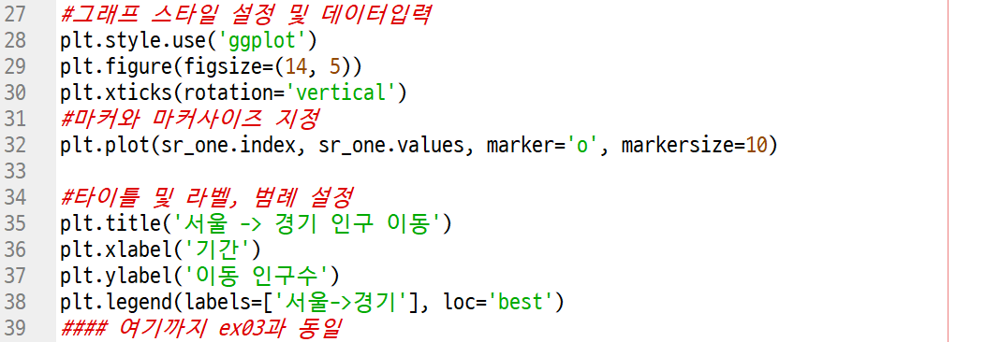 27 #그래프 스타일 설정 및 데이터입력
28 plt.style.use('ggplot')
29 plt.figure(figsize=(14, 5))
30 plt.xticks(rotation='vertical')
31 #마커와 마커사이즈 지정
32 plt.plot(sr_one.index, sr_one.values, marker='o', markersize=10)
33
34 #타이틀 및 라벨, 범례 설정
35 plt.title('서울 -> 경기 인구 이동')
36 plt.xlabel('기간')
37 plt.ylabel('이동 인구수')
38 plt.legend(labels=['서울->경기'], loc='best')
39 #### 여기까지 ex03과 동일